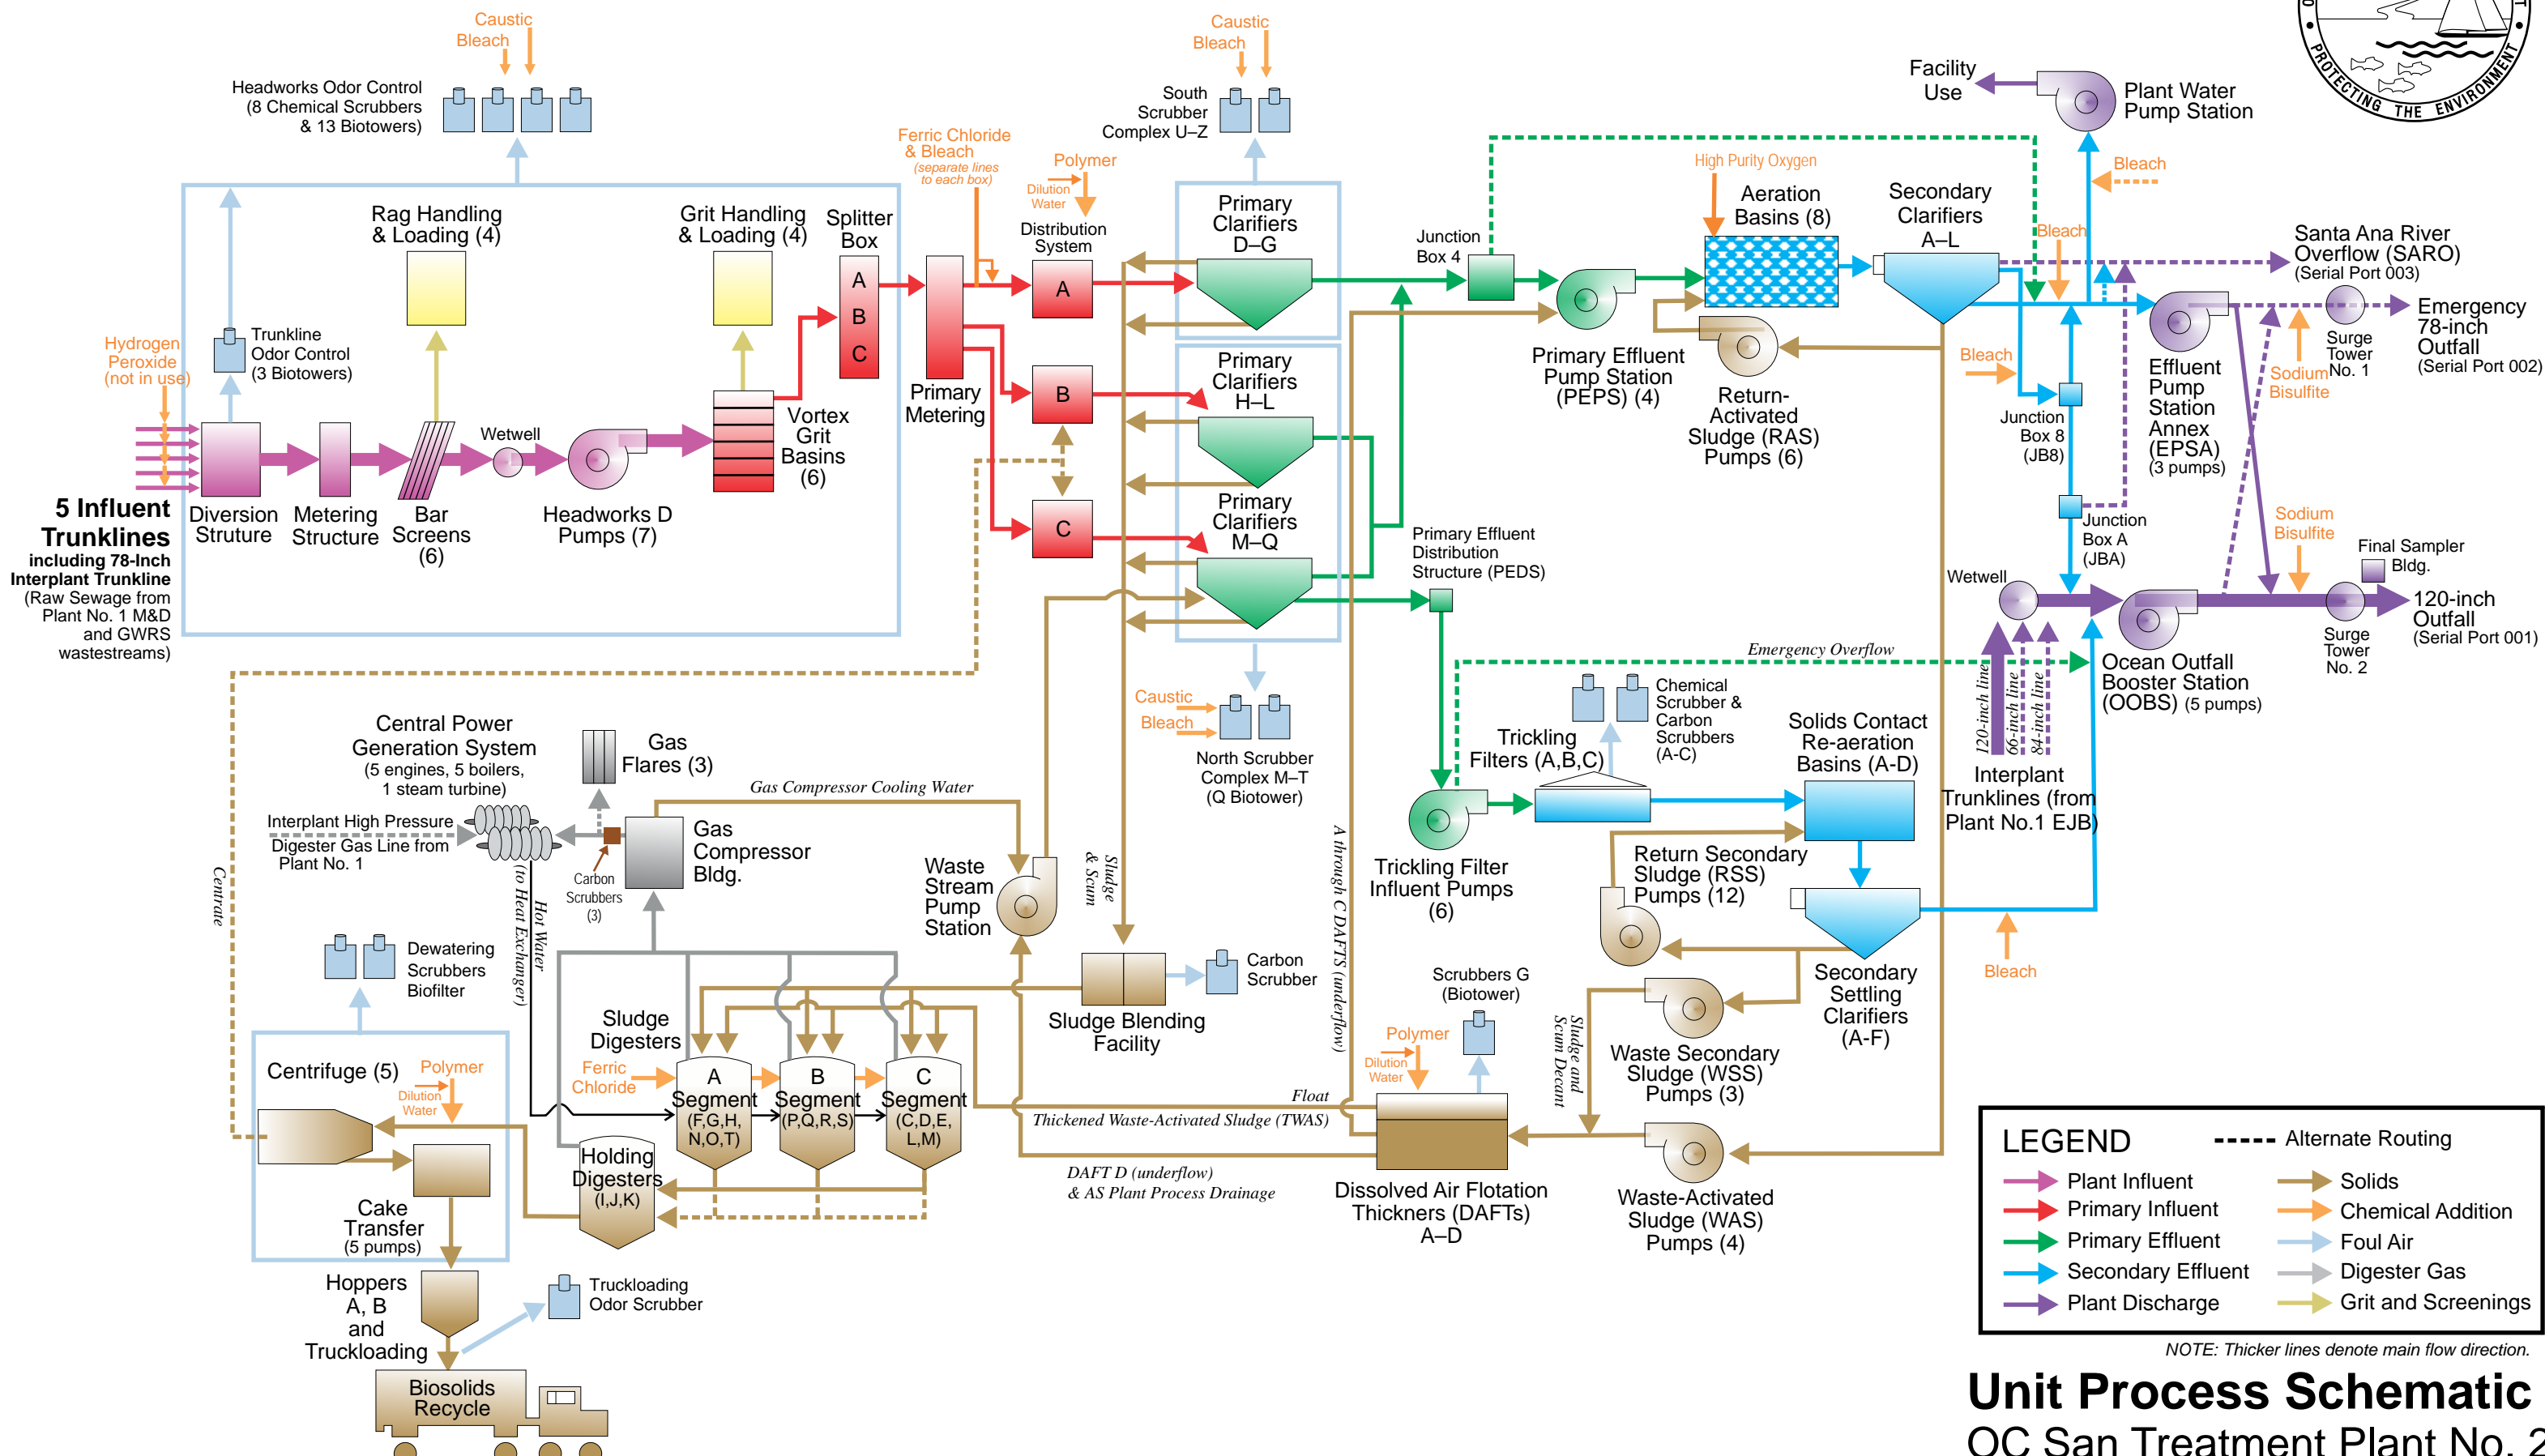 Caustic
Bleach
Headworks Odor Control
(8 Chemical Scrubbers
& 13 Biotowers)
Caustic
Bleach
South
Scrubber
Complex U–Z
Facility
Use
Plant Water
Pump Station
PROTECTING THE ENVIRONMENT
Bleach
Ferric Chloride
& Bleach
(separate lines
to each box)
Polymer
Dilution
Water
Distribution
System
High Purity Oxygen
Aeration
Basins (8)
Secondary
Clarifiers
A–L
Bleach
Santa Ana River
Overflow (SARO)
(Serial Port 003)
Rag Handling
& Loading (4)
Grit Handling
& Loading (4)
Splitter
Box
A
B
C
Primary
Metering
A
B
C
Primary
Clarifiers
D–G
Primary
Clarifiers
H–L
Primary
Clarifiers
M–Q
Junction
Box 4
Primary Effluent
Pump Station
(PEPS) (4)
Return-
Activated
Sludge (RAS)
Pumps (6)
Bleach
Junction
Box 8
(JB8)
Effluent
Pump
Station
Annex
(EPSA)
(3 pumps)
Sodium
Bisulfite
Surge
Tower
No. 1
Emergency
78-inch
Outfall
(Serial Port 002)
Hydrogen
Peroxide
(not in use)
Trunkline
Odor Control
(3 Biotowers)
Vortex
Grit
Basins
(6)
Wetwell
5 Influent
Trunklines
including 78-Inch
Interplant Trunkline
(Raw Sewage from
Plant No. 1 M&D
and GWRS
wastestreams)
Diversion
Struture
Metering
Structure
Bar
Screens
(6)
Headworks D
Pumps (7)
Primary Effluent
Distribution
Structure (PEDS)
Junction
Box A
(JBA)
Sodium
Bisulfite
Final Sampler
Bldg.
Wetwell
120-inch
Outfall
(Serial Port 001)
Surge
Tower
No. 2
Ocean Outfall
Booster Station
(OOBS) (5 pumps)
120-inch line
66-inch line
84-inch line
Interplant
Trunklines (from
Plant No.1 EJB)
Emergency Overflow
Caustic
Bleach
North Scrubber
Complex M–T
(Q Biotower)
Chemical
Scrubber &
Carbon
Scrubbers
(A-C)
Trickling
Filters (A,B,C)
Solids Contact
Re-aeration
Basins (A-D)
Trickling Filter
Influent Pumps
(6)
Return Secondary
Sludge (RSS)
Pumps (12)
Secondary
Settling
Clarifiers
(A-F)
Bleach
Central Power
Generation System
(5 engines, 5 boilers,
1 steam turbine)
Gas
Flares (3)
Gas Compressor Cooling Water
Interplant High Pressure
Digester Gas Line from
Plant No. 1
Carbon
Scrubbers
(3)
Gas
Compressor
Bldg.
Waste
Stream
Pump
Station
Sludge
& Scum
A through C DAFTS (underflow)
Centrate
Hot Water
(to Heat Exchanger)
Dewatering
Scrubbers
Biofilter
Carbon
Scrubber
Sludge Blending
Facility
Scrubbers G
(Biotower)
Sludge and
Scum Decant
Waste Secondary
Sludge (WSS)
Pumps (3)
Sludge
Digesters
Ferric
Chloride
A
Segment
(F,G,H,
N,O,T)
B
Segment
(P,Q,R,S)
C
Segment
(C,D,E,
L,M)
Polymer
Dilution
Water
Float
Thickened Waste-Activated Sludge (TWAS)
DAFT D (underflow)
& AS Plant Process Drainage
Dissolved Air Flotation
Thickners (DAFTs)
A–D
Waste-Activated
Sludge (WAS)
Pumps (4)
Centrifuge (5)
Polymer
Dilution
Water
Cake
Transfer
(5 pumps)
Holding
Digesters
(I,J,K)
Hoppers
A, B
and
Truckloading
Truckloading
Odor Scrubber
Biosolids
Recycle
LEGEND
Alternate Routing
Plant Influent
Primary Influent
Primary Effluent
Secondary Effluent
Plant Discharge
Solids
Chemical Addition
Foul Air
Digester Gas
Grit and Screenings
NOTE: Thicker lines denote main flow direction.
Unit Process Schematic
OC San Treatment Plant No. 2